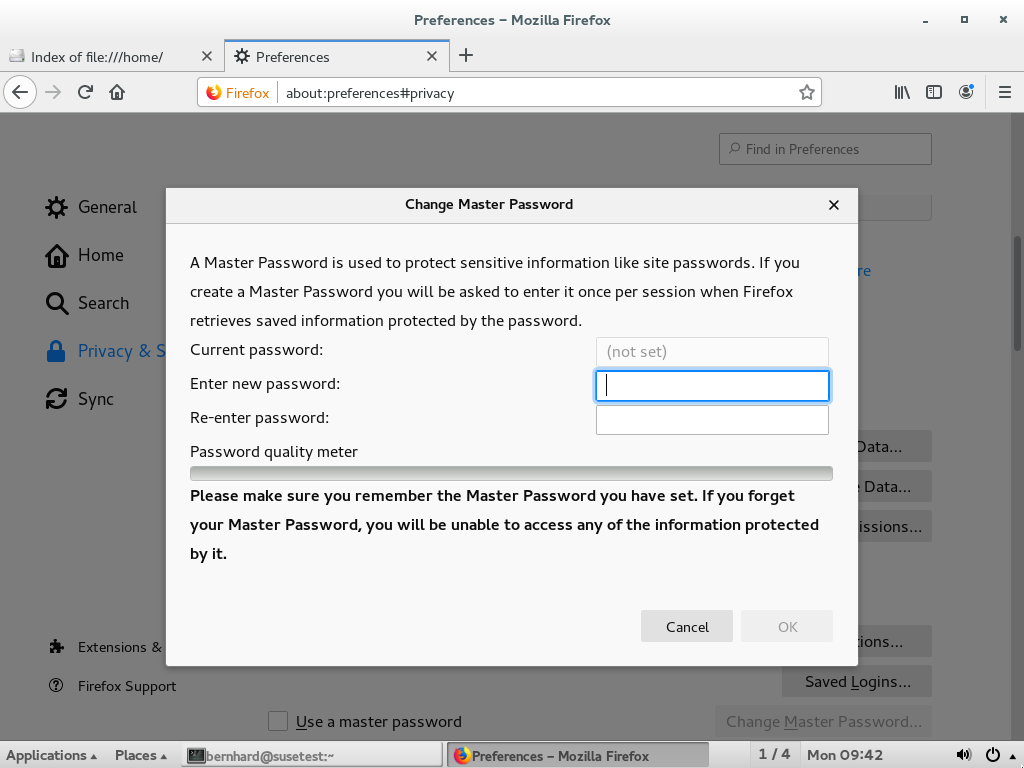 Preferences – Mozilla Firefox
Index of file:///home/
Preferences
Firefox
about:preferences#privacy
Find in Preferences
General
Home
Search
Privacy & S
Sync
Extensions &
Firefox Support
Change Master Password
A Master Password is used to protect sensitive information like site passwords. If you
create a Master Password you will be asked to enter it once per session when Firefox
retrieves saved information protected by the password.
Current password:
(not set)
Enter new password:
Re-enter password:
Password quality meter
Please make sure you remember the Master Password you have set. If you forget
your Master Password, you will be unable to access any of the information protected
by it.
Cancel
OK
re
Data...
e Data...
issions...
tions...
Saved Logins...
Use a master password
Change Master Password...
Applications
Places
bernhard@susetest:~
Preferences – Mozilla Firefox
1 / 4
Mon 09:42